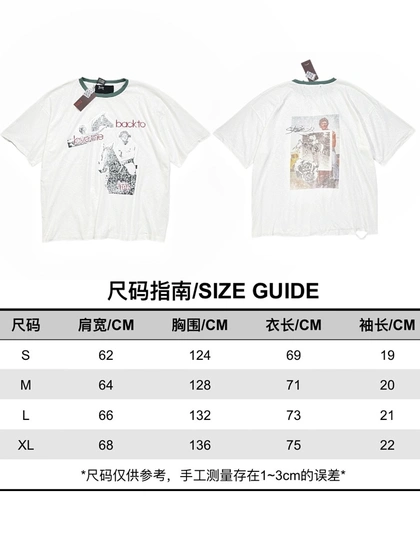 back to
尺码指南/SIZE GUIDE
尺码 肩宽/CM 胸围/CM 衣长/CM 袖长/CM
S 62 124 69 19
M 64 128 71 20
L 66 132 73 21
XL 68 136 75 22
*尺码仅供参考，手工测量存在1~3cm的误差*